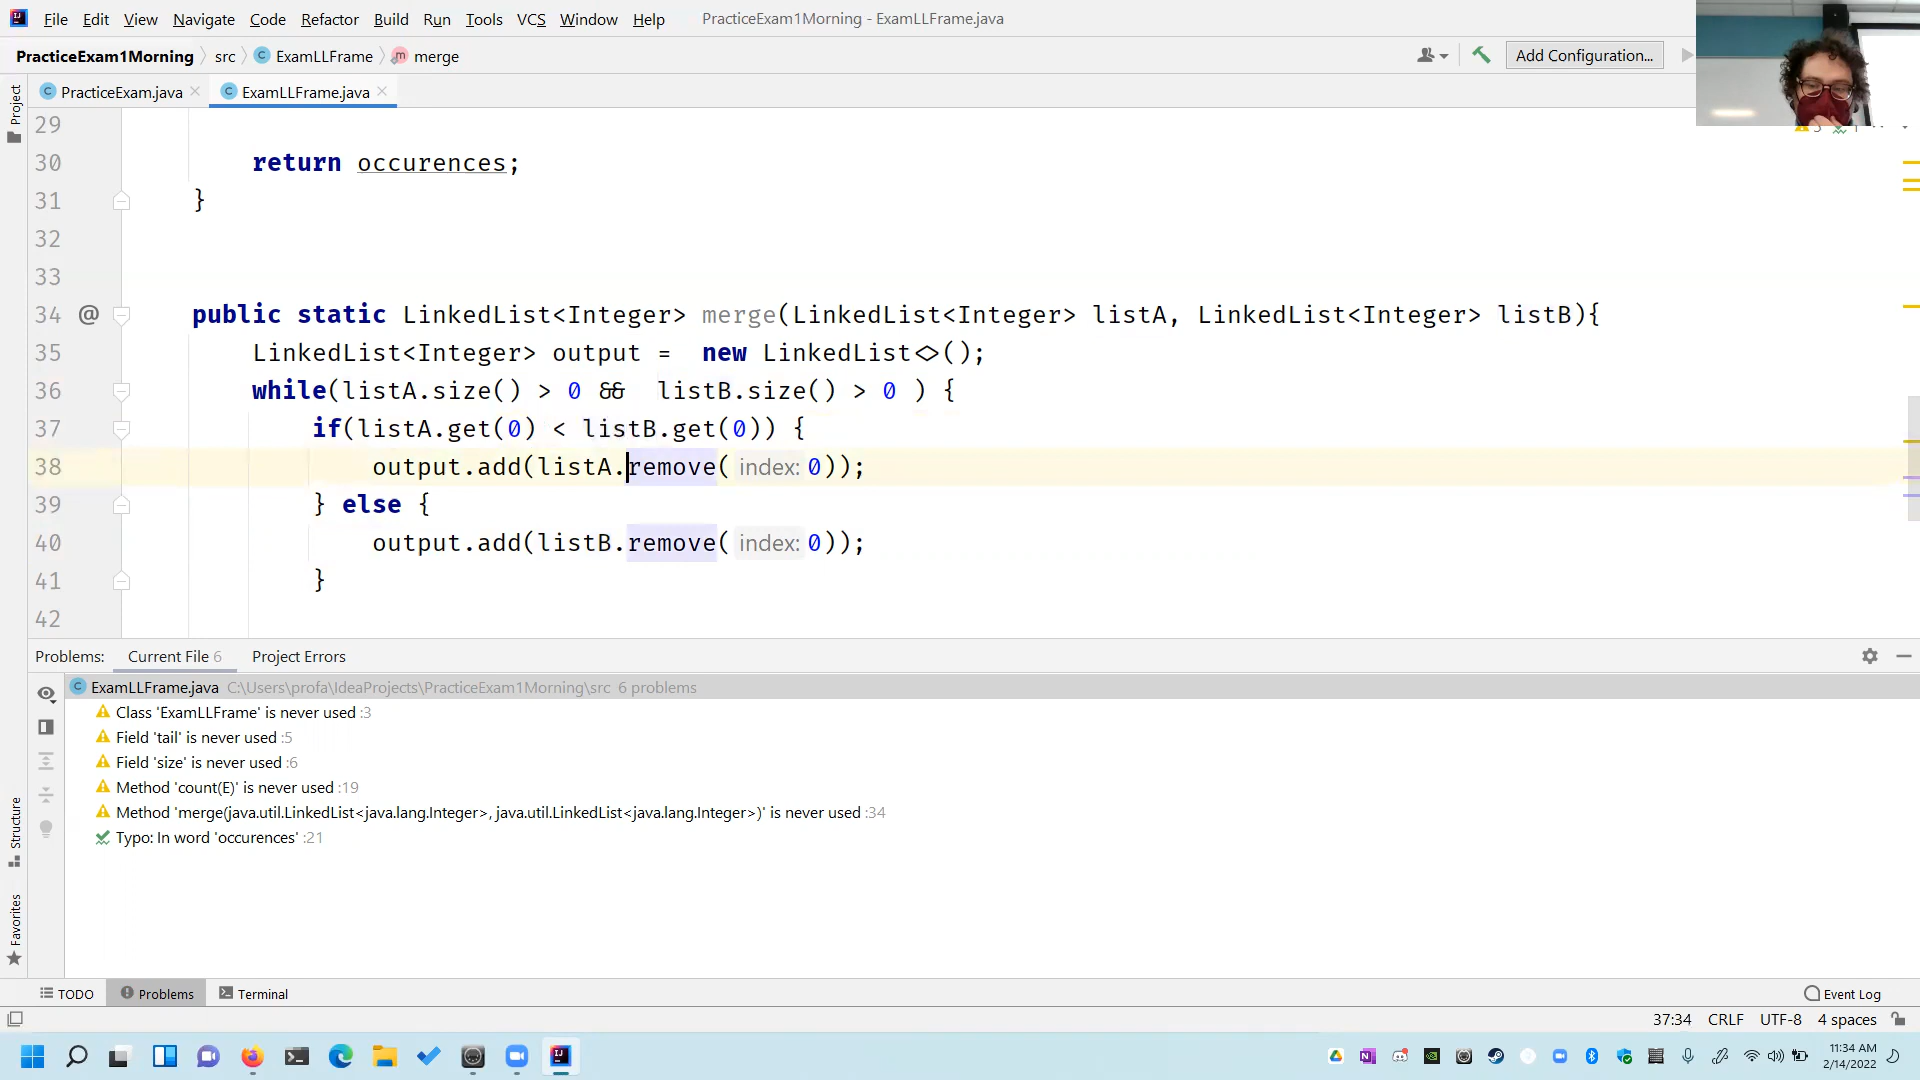 File Edit View Navigate Code Refactor Build Run Tools VCS Window Help PracticeExam1Morning - ExamLLFrame.java
PracticeExam1Morning src ExamLLFrame merge Add Configuration...
Project
PracticeExam.java ExamLLFrame.java
29
30 return occurences;
31 }
32
33
34 @ public static LinkedList<Integer> merge(LinkedList<Integer> listA, LinkedList<Integer> listB){
35 LinkedList<Integer> output =  new LinkedList<>();
36 while(listA.size() > 0 &&  listB.size() > 0 ) {
37 if(listA.get(0) < listB.get(0)) {
38 output.add(listA.remove( index: 0));
39 } else {
40 output.add(listB.remove( index: 0));
41 }
42
Problems: Current File 6 Project Errors
ExamLLFrame.java C:\Users\profa\IdeaProjects\PracticeExam1Morning\src 6 problems
Class 'ExamLLFrame' is never used :3
Field 'tail' is never used :5
Field 'size' is never used :6
Method 'count(E)' is never used :19
Method 'merge(java.util.LinkedList<java.lang.Integer>, java.util.LinkedList<java.lang.Integer>)' is never used :34
Typo: In word 'occurences' :21
Structure
Favorites
TODO Problems Terminal Event Log
37:34 CRLF UTF-8 4 spaces
11:34 AM
2/14/2022